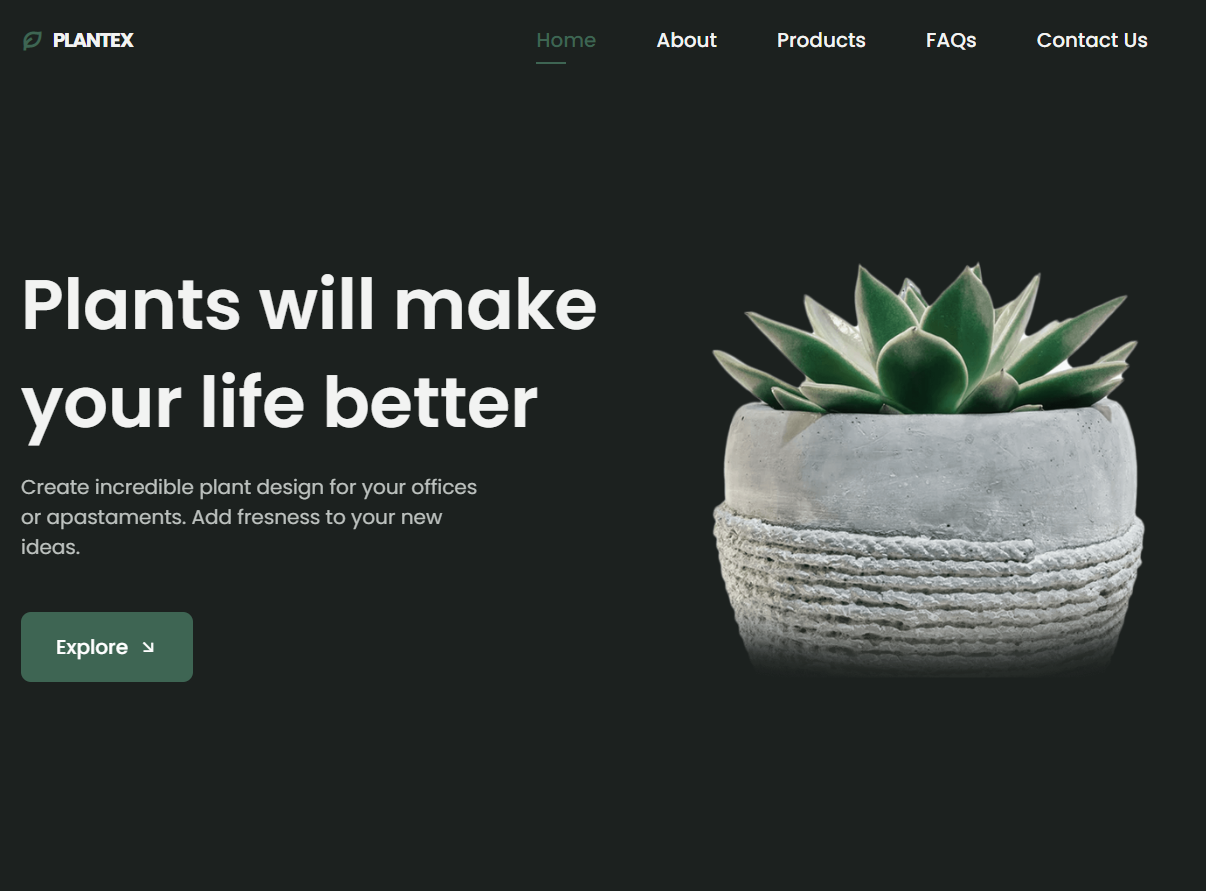 PLANTEX
Home
About
Products
FAQs
Contact Us
Plants will make
your life better
Create incredible plant design for your offices
or apastaments. Add fresness to your new
ideas.
Explore